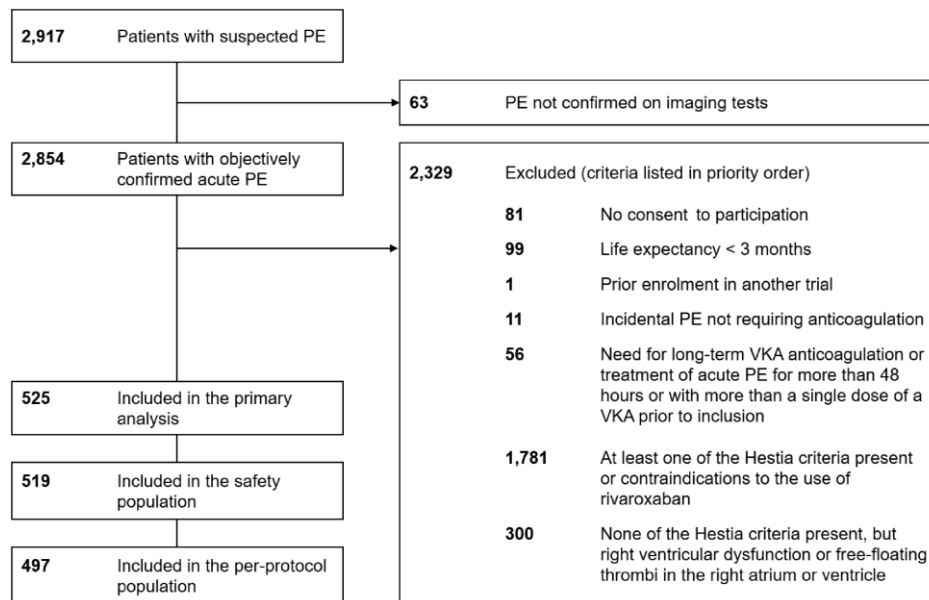 2,917 Patients with suspected PE
63 PE not confirmed on imaging tests
2,854 Patients with objectively
confirmed acute PE
2,329 Excluded (criteria listed in priority order)
81 No consent to participation
99 Life expectancy < 3 months
1 Prior enrolment in another trial
11 Incidental PE not requiring anticoagulation
56 Need for long-term VKA anticoagulation or
treatment of acute PE for more than 48
hours or with more than a single dose of a
VKA prior to inclusion
1,781 At least one of the Hestia criteria present
or contraindications to the use of
rivaroxaban
300 None of the Hestia criteria present, but
right ventricular dysfunction or free-floating
thrombi in the right atrium or ventricle
525 Included in the primary
analysis
519 Included in the safety
population
497 Included in the per-protocol
population